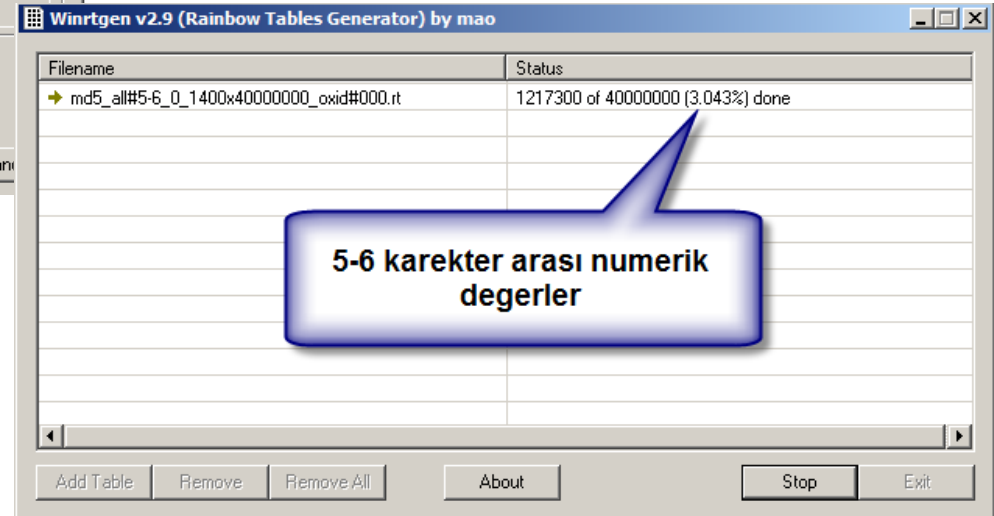 Winrtgen v2.9 (Rainbow Tables Generator) by mao
Filename Status
md5_all#5-6_0_1400x40000000_oxid#000.rt 1217300 of 40000000 (3.043%) done
5-6 karekter arası numerik
degerler
Add Table Remove Remove All About Stop Exit